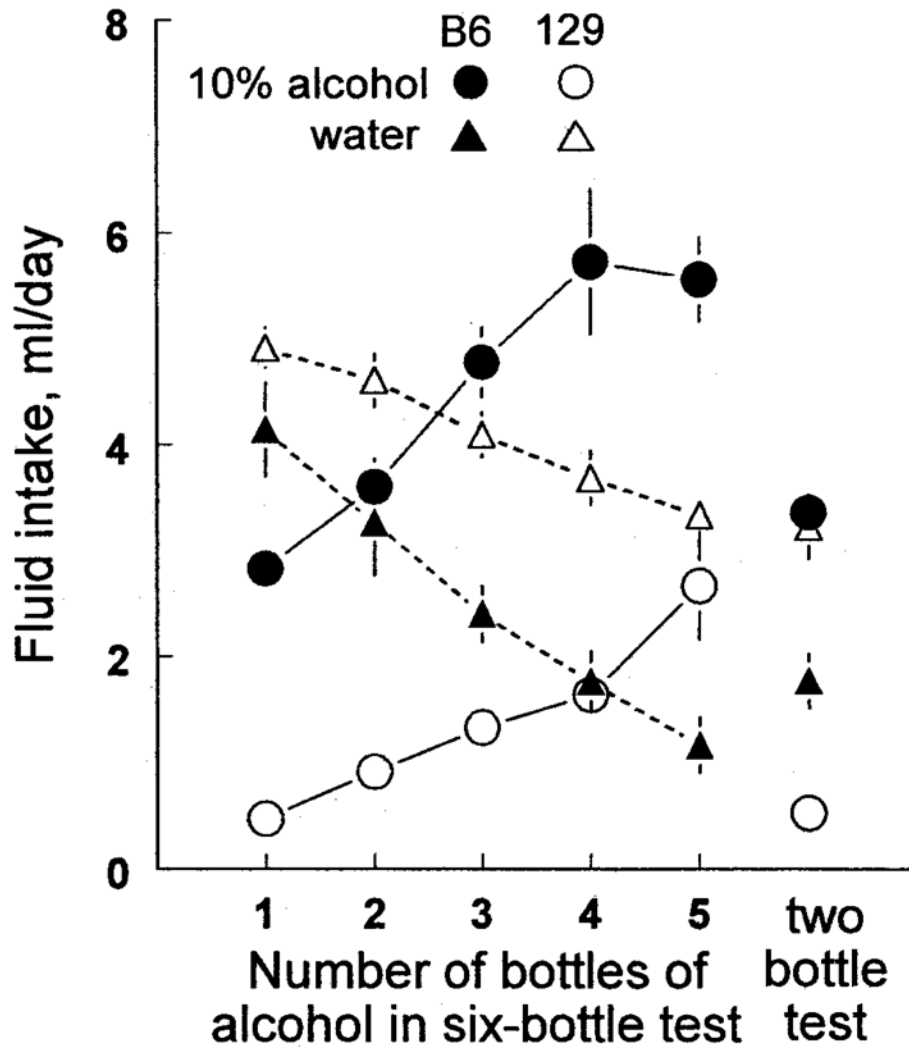 B6 129
10% alcohol
water
Fluid intake, ml/day
8
6
4
2
0
1 2 3 4 5 two
bottle
test
Number of bottles of
alcohol in six-bottle test